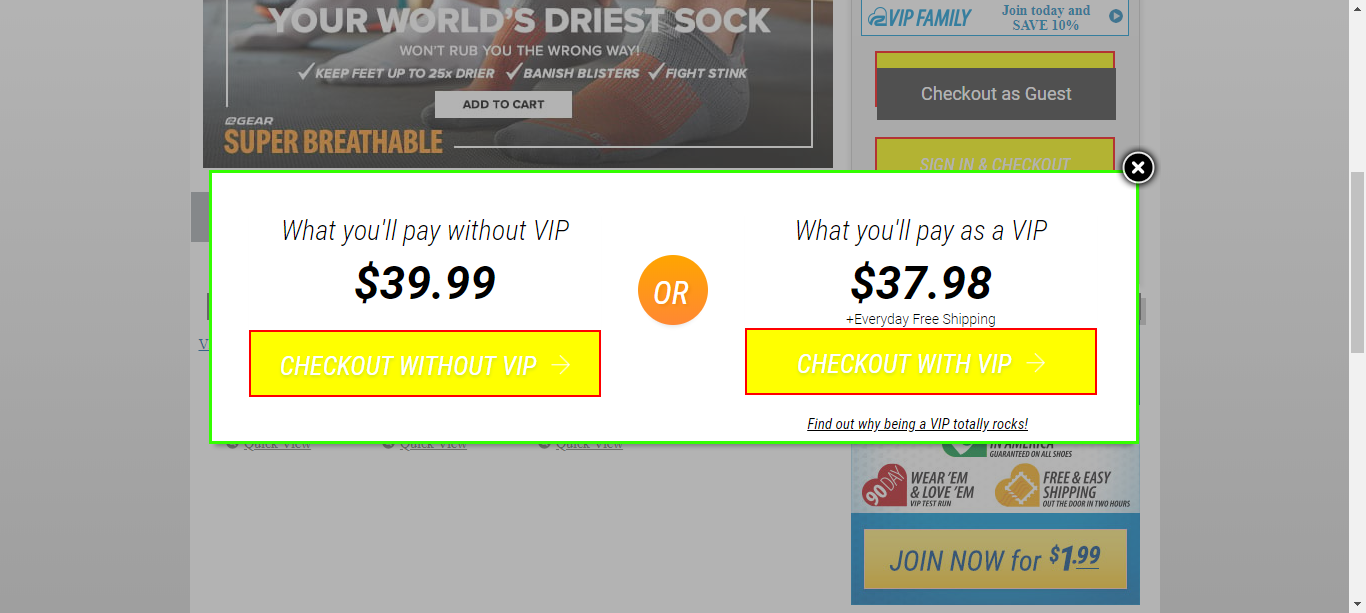 YOUR WORLD'S DRIEST SOCK
WON'T RUB YOU THE WRONG WAY!
KEEP FEET UP TO 25x DRIER BANISH BLISTERS FIGHT STINK
ADD TO CART
GEAR
SUPER BREATHABLE
VIP FAMILY
Join today and
SAVE 10%
Checkout as Guest
SIGN IN & CHECKOUT
What you'll pay without VIP
$39.99
CHECKOUT WITHOUT VIP →
OR
What you'll pay as a VIP
$37.98
+Everyday Free Shipping
CHECKOUT WITH VIP →
Find out why being a VIP totally rocks!
V
Quick View
Quick View
Quick View
IN AMERICA
GUARANTEED ON ALL SHOES
90 DAY
WEAR 'EM
& LOVE 'EM
VIP TEST RUN
FREE & EASY
SHIPPING
OUT THE DOOR IN TWO HOURS
JOIN NOW for $1.99